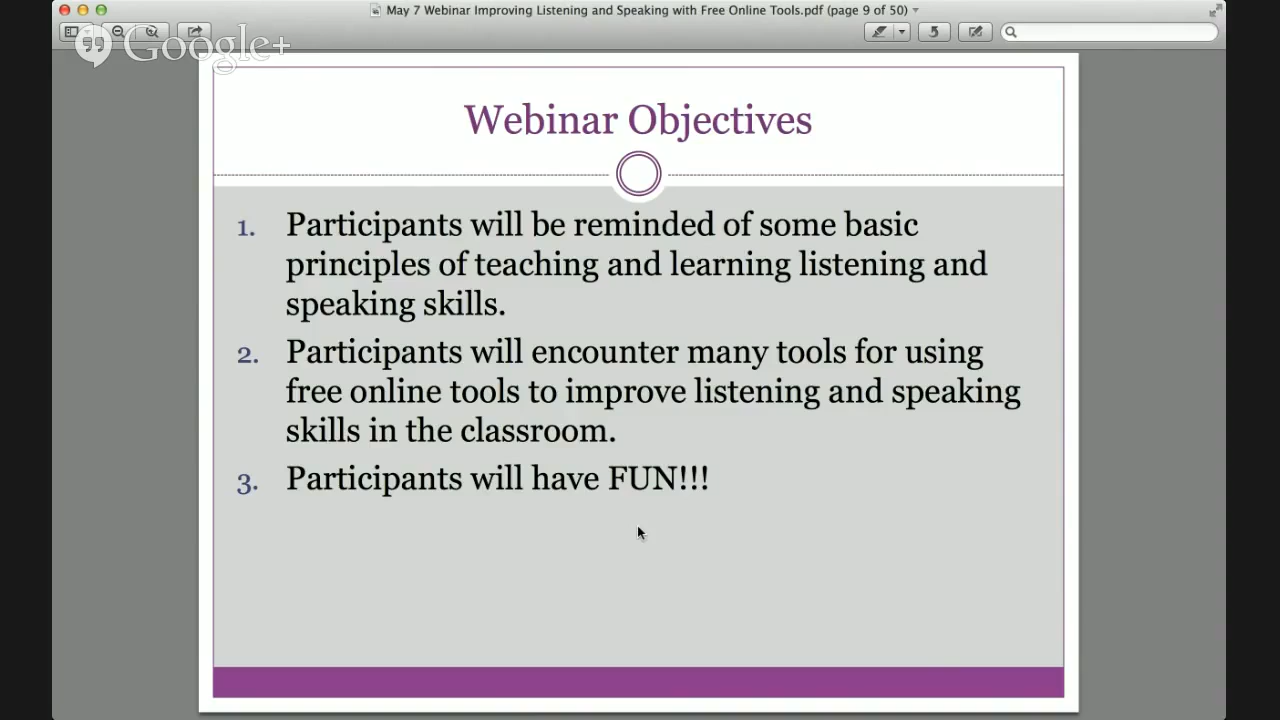 May 7 Webinar Improving Listening and Speaking with Free Online Tools.pdf (page 9 of 50)
Google+
Webinar Objectives
1. Participants will be reminded of some basic
principles of teaching and learning listening and
speaking skills.
2. Participants will encounter many tools for using
free online tools to improve listening and speaking
skills in the classroom.
3. Participants will have FUN!!!